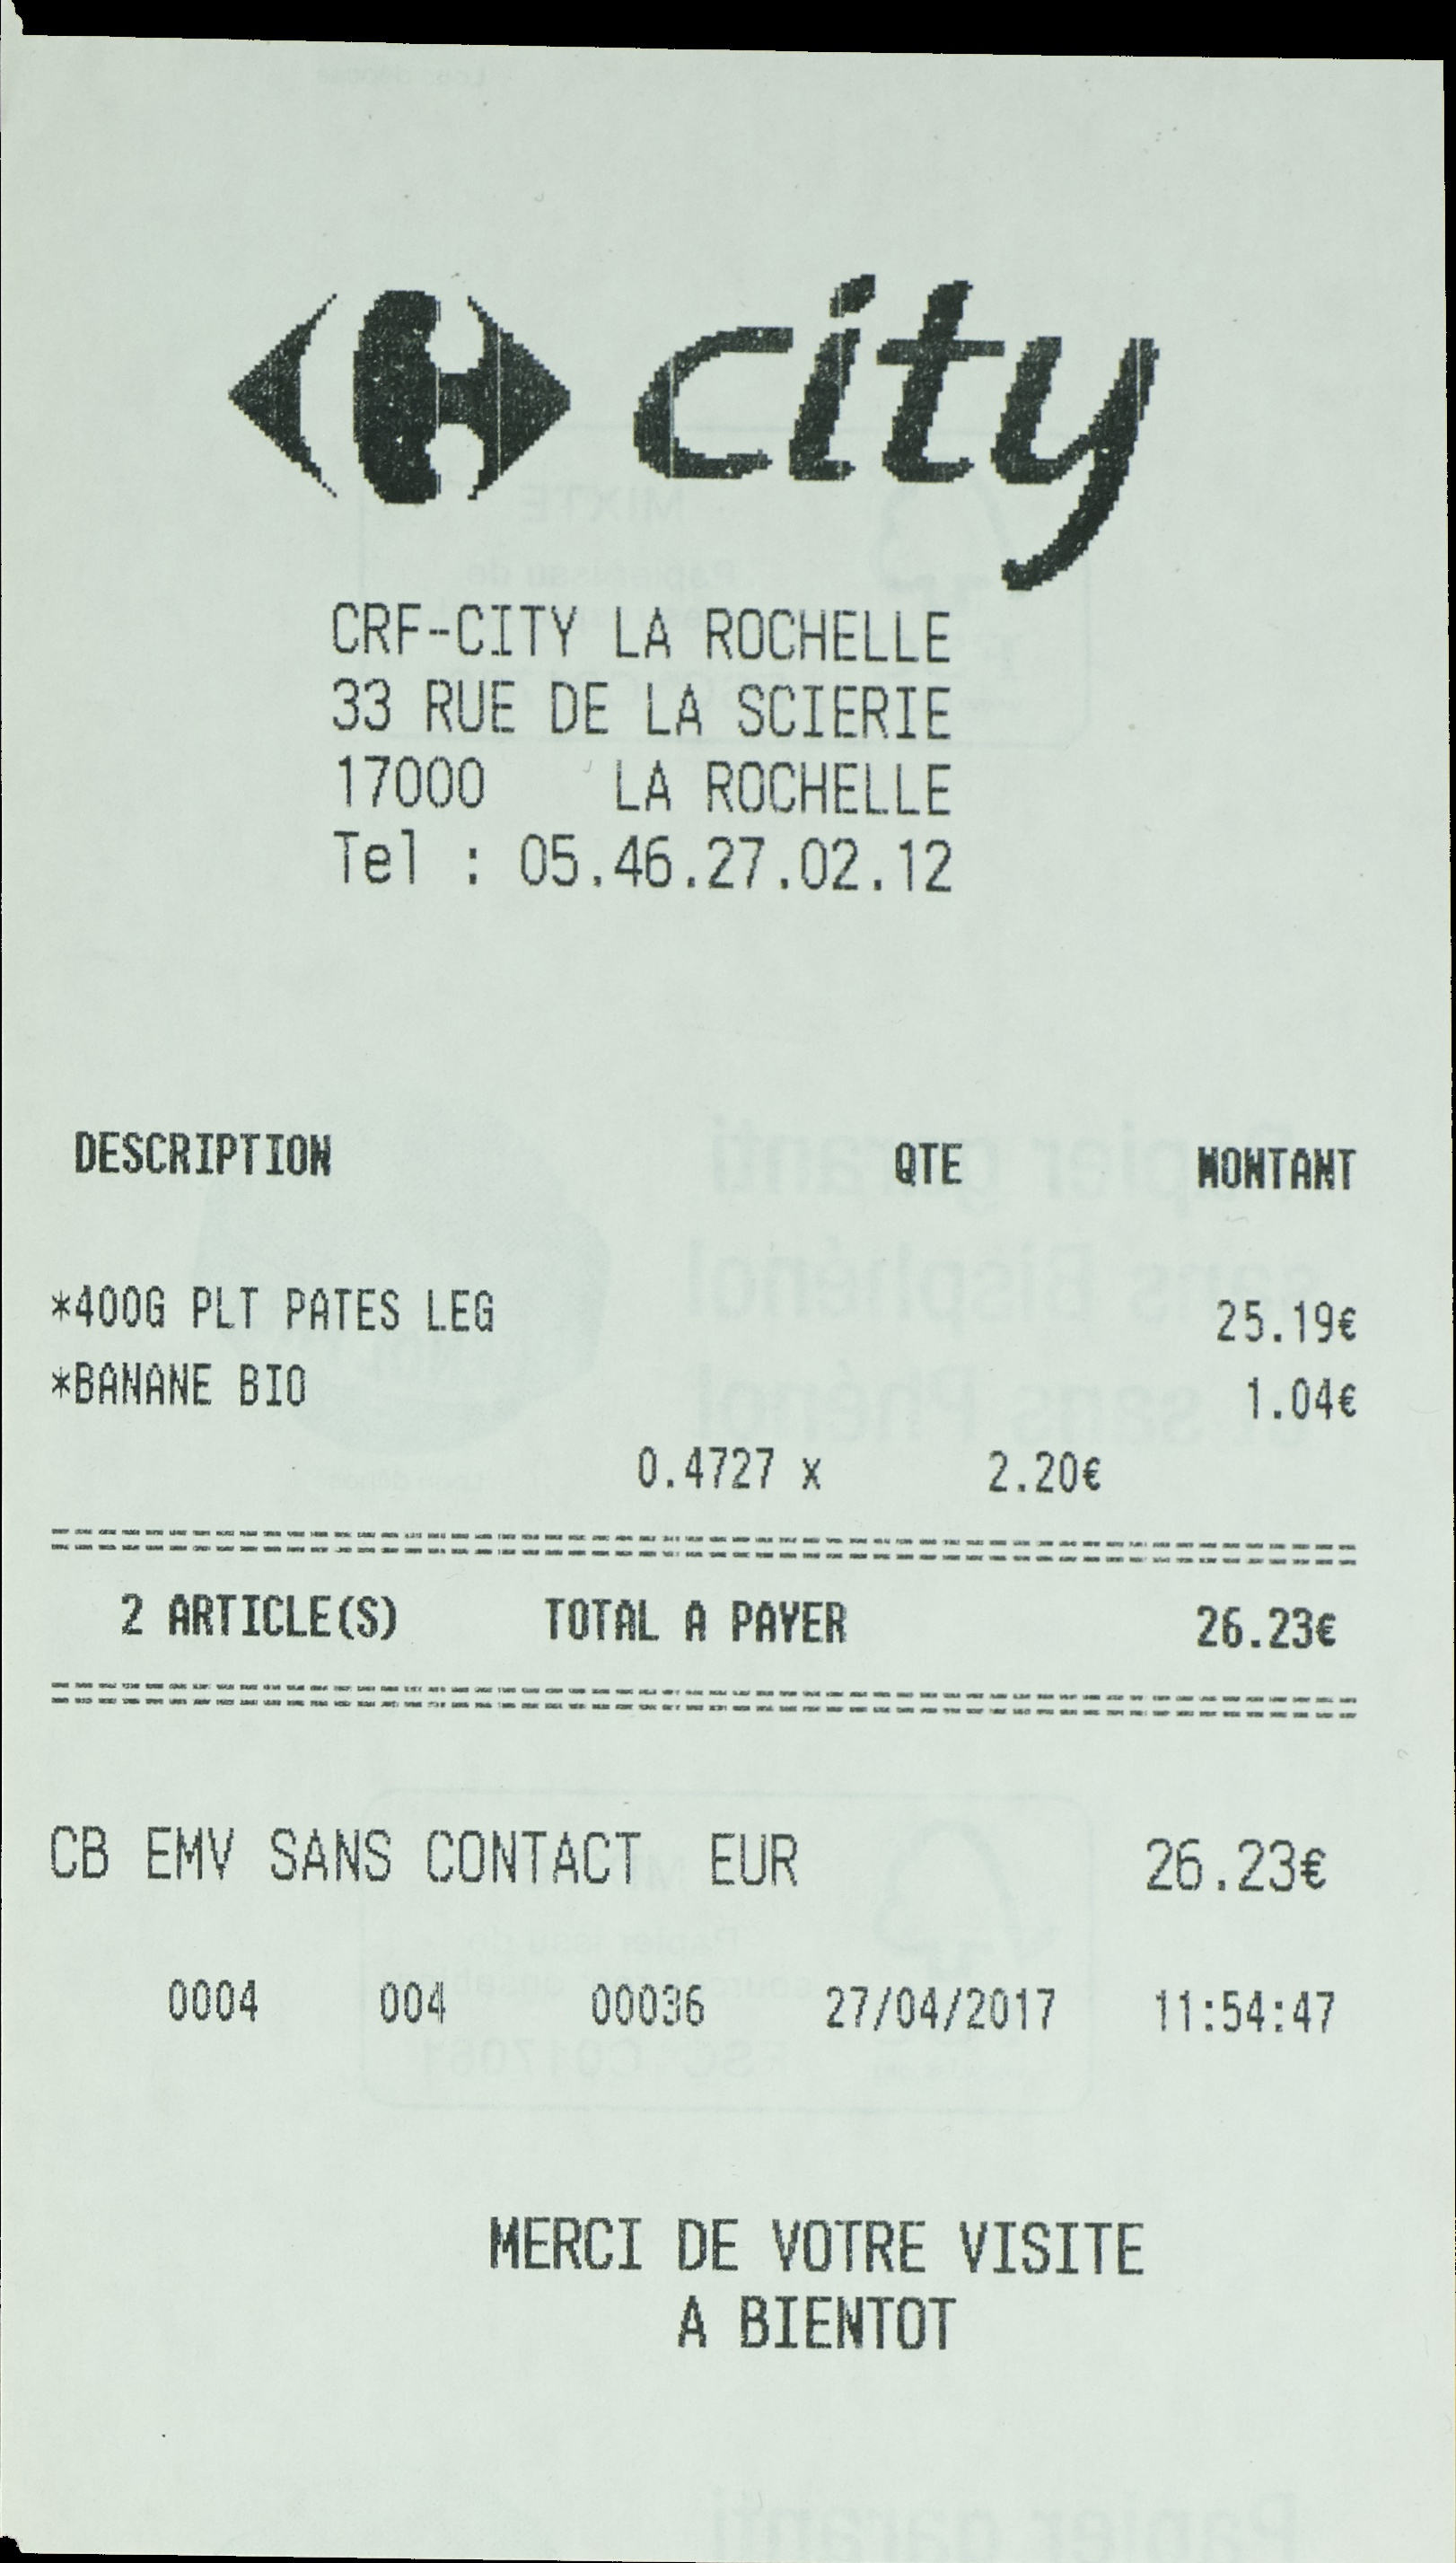 city
CRF-CITY LA ROCHELLE
33 RUE DE LA SCIERIE
17000 LA ROCHELLE
Tel : 05.46.27.02.12
DESCRIPTION QTE MONTANT
*400G PLT PATES LEG 25.19€
*BANANE BIO 1.04€
0.4727 x 2.20€
2 ARTICLE(S) TOTAL A PAYER 26.23€
CB EMV SANS CONTACT EUR 26.23€
0004 004 00036 27/04/2017 11:54:47
MERCI DE VOTRE VISITE
A BIENTOT